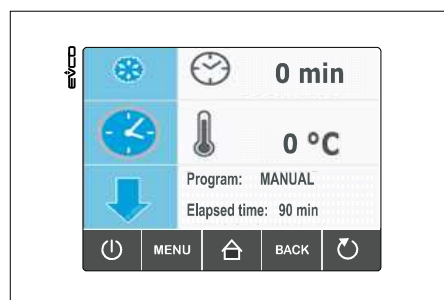 EVCO
0 min
0 °C
Program: MANUAL
Elapsed time: 90 min
MENU BACK